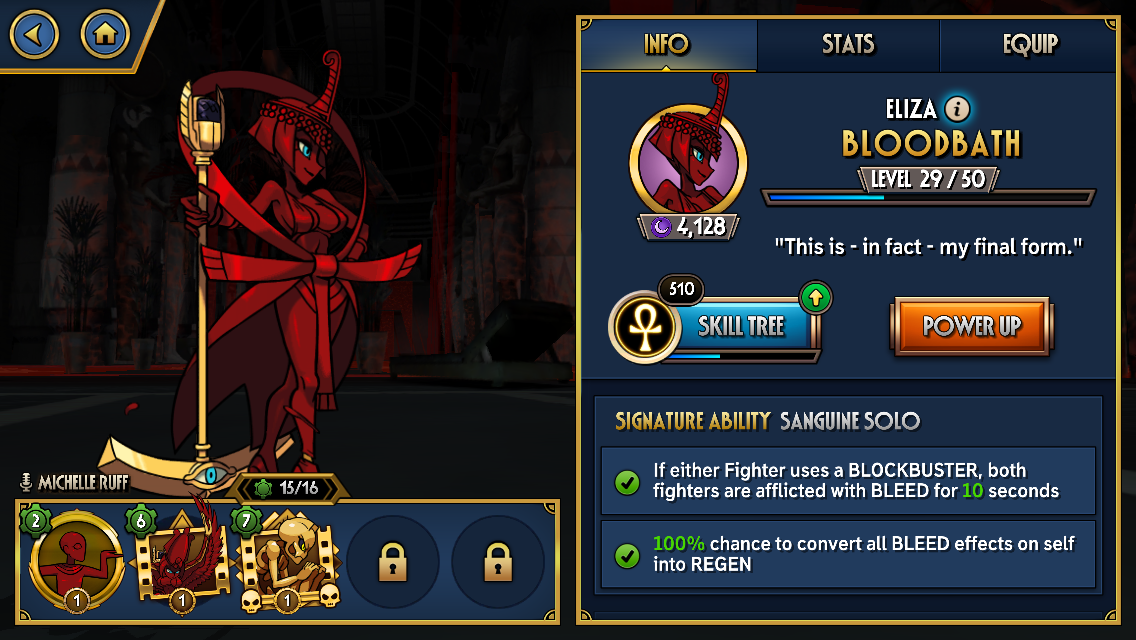 INFO
STATS
EQUIP
ELIZA i
BLOODBATH
LEVEL 29 / 50
4,128
"This is - in fact - my final form."
510
SKILL TREE
POWER UP
SIGNATURE ABILITY SANGUINE SOLO
If either Fighter uses a BLOCKBUSTER, both
fighters are afflicted with BLEED for 10 seconds
100% chance to convert all BLEED effects on self
into REGEN
MICHELLE RUFF
15/16
2
6
7
1
1
1